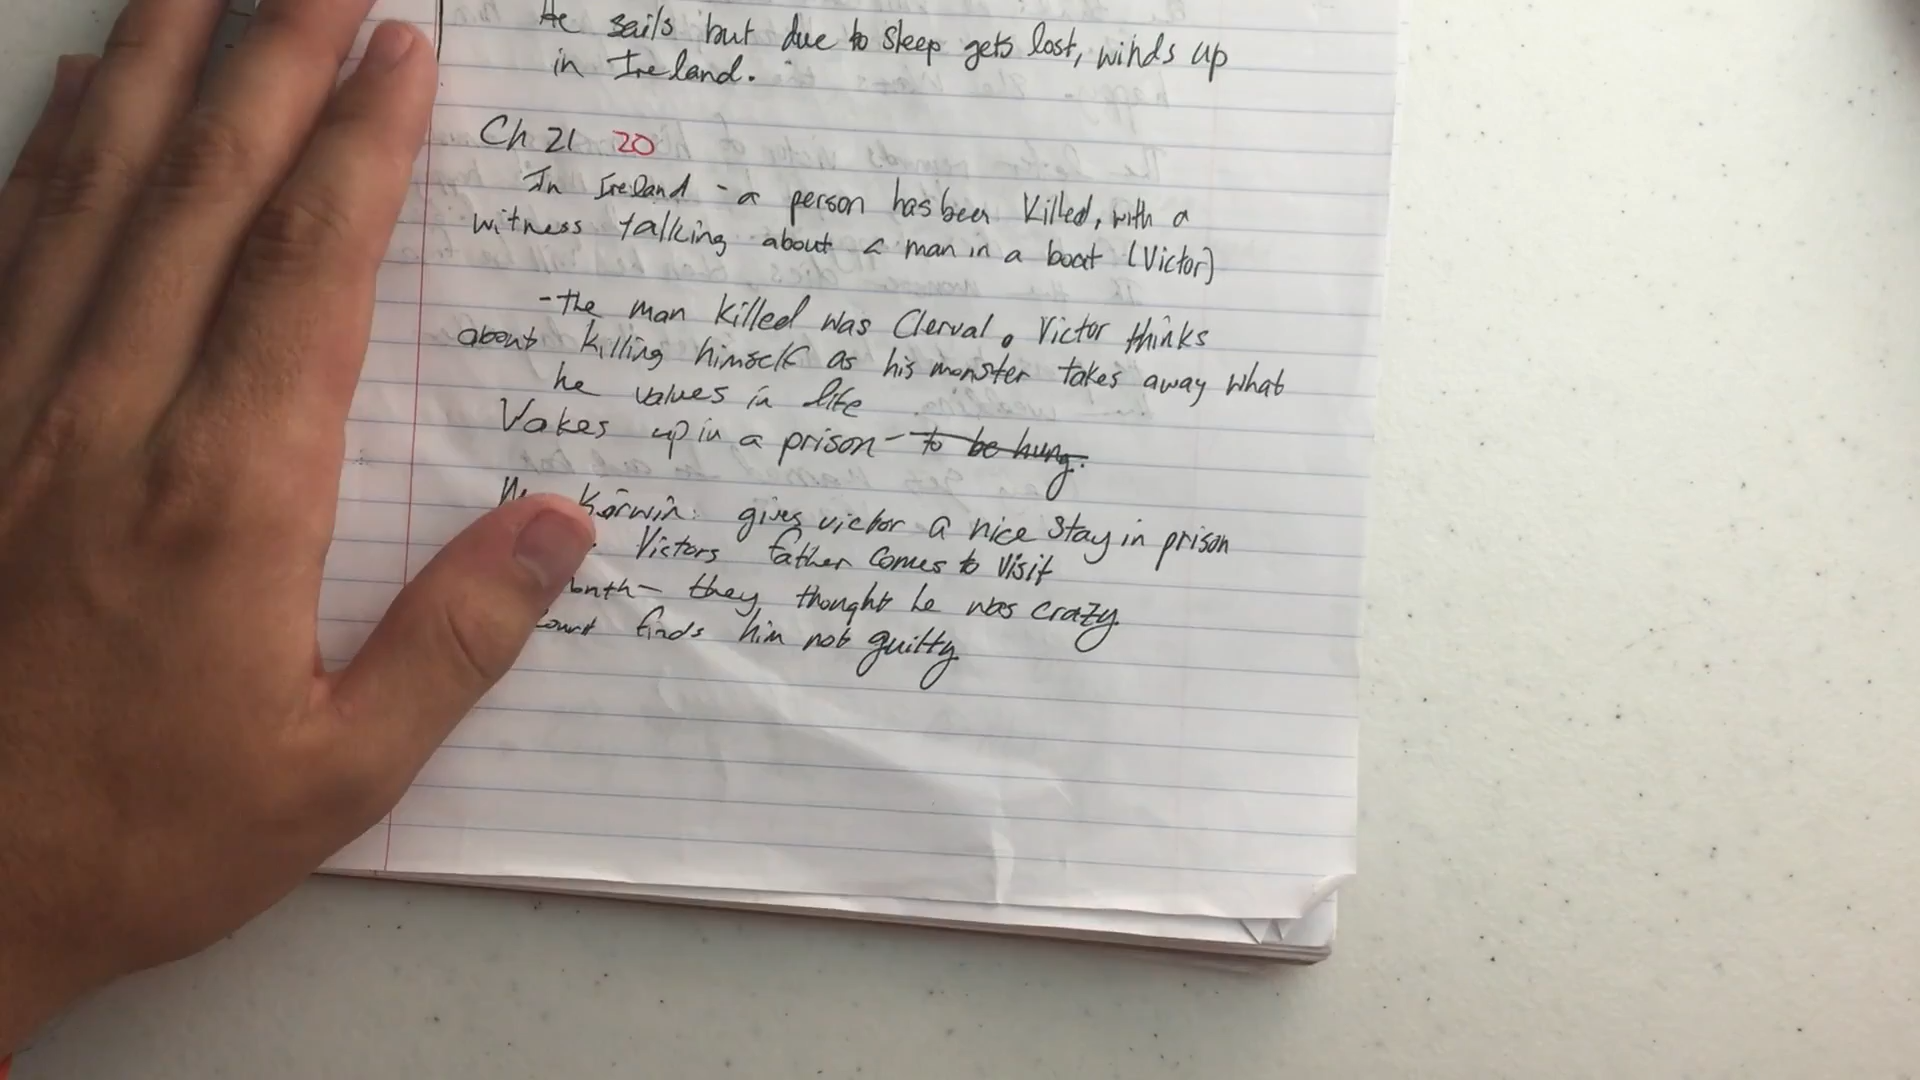 He sails but due to sleep gets lost, winds up
in Ireland.
Ch 21 20
In Ireland - a person has been killed, with a
witness talking about a man in a boat (Victor)
- the man killed was Clerval. Victor thinks
about killing himself as his monster takes away what
he values in life
Wakes up in a prison - to be hung.
Kirwin: gives victor a nice stay in prison
Victors father comes to visit
they thought he was crazy
Court finds him not guilty